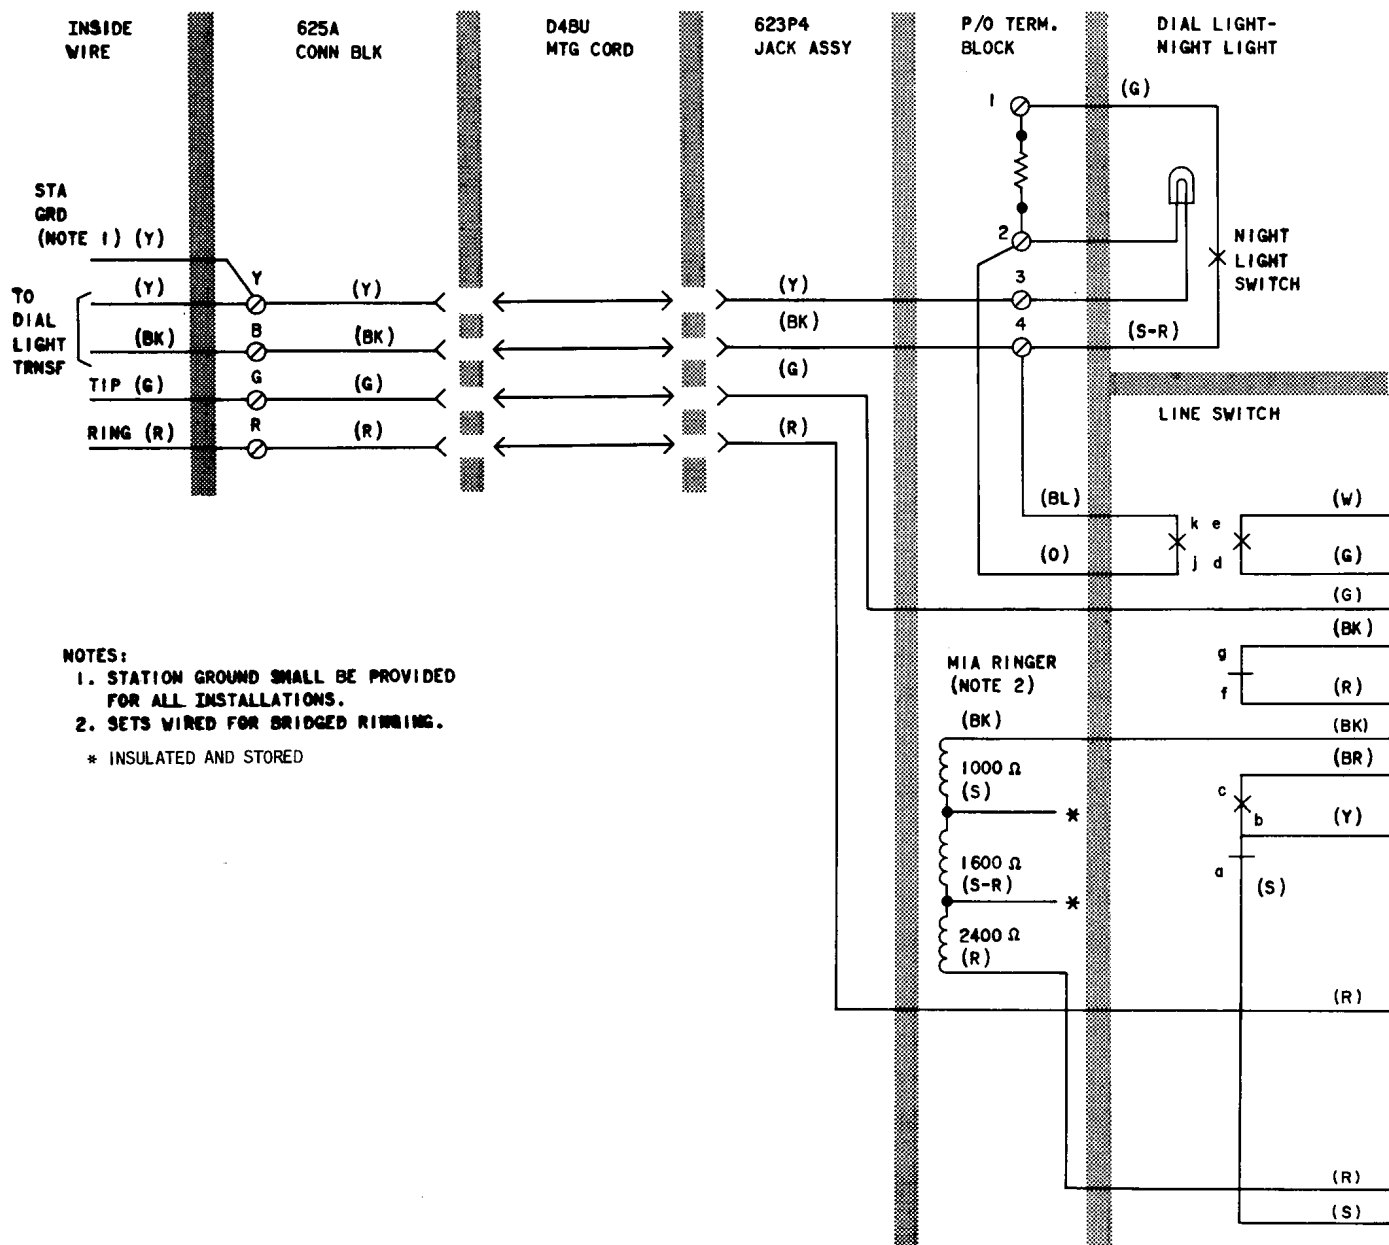 INSIDE
WIRE
625A
CONN BLK
D4BU
MTG CORD
623P4
JACK ASSY
P/O TERM.
BLOCK
DIAL LIGHT-
NIGHT LIGHT
1
(G)
STA
GRD
(NOTE 1) (Y)
2
NIGHT
LIGHT
SWITCH
TO
DIAL
LIGHT
TRNSF
(Y)
Y
(Y)
(Y)
3
(BK)
B
(BK)
(BK)
4
(S-R)
TIP (G)
G
(G)
(G)
RING (R)
R
(R)
(R)
LINE SWITCH
(BL)
k e
(W)
(O)
j d
(G)
(G)
(BK)
g
f
(R)
NOTES:
1. STATION GROUND SHALL BE PROVIDED
FOR ALL INSTALLATIONS.
2. SETS WIRED FOR BRIDGED RINGING.
* INSULATED AND STORED
M1A RINGER
(NOTE 2)
(BK)
(BK)
(BR)
1000 Ω
(S)
*
c
b
(Y)
a
(S)
1600 Ω
(S-R)
*
2400 Ω
(R)
(R)
(R)
(S)